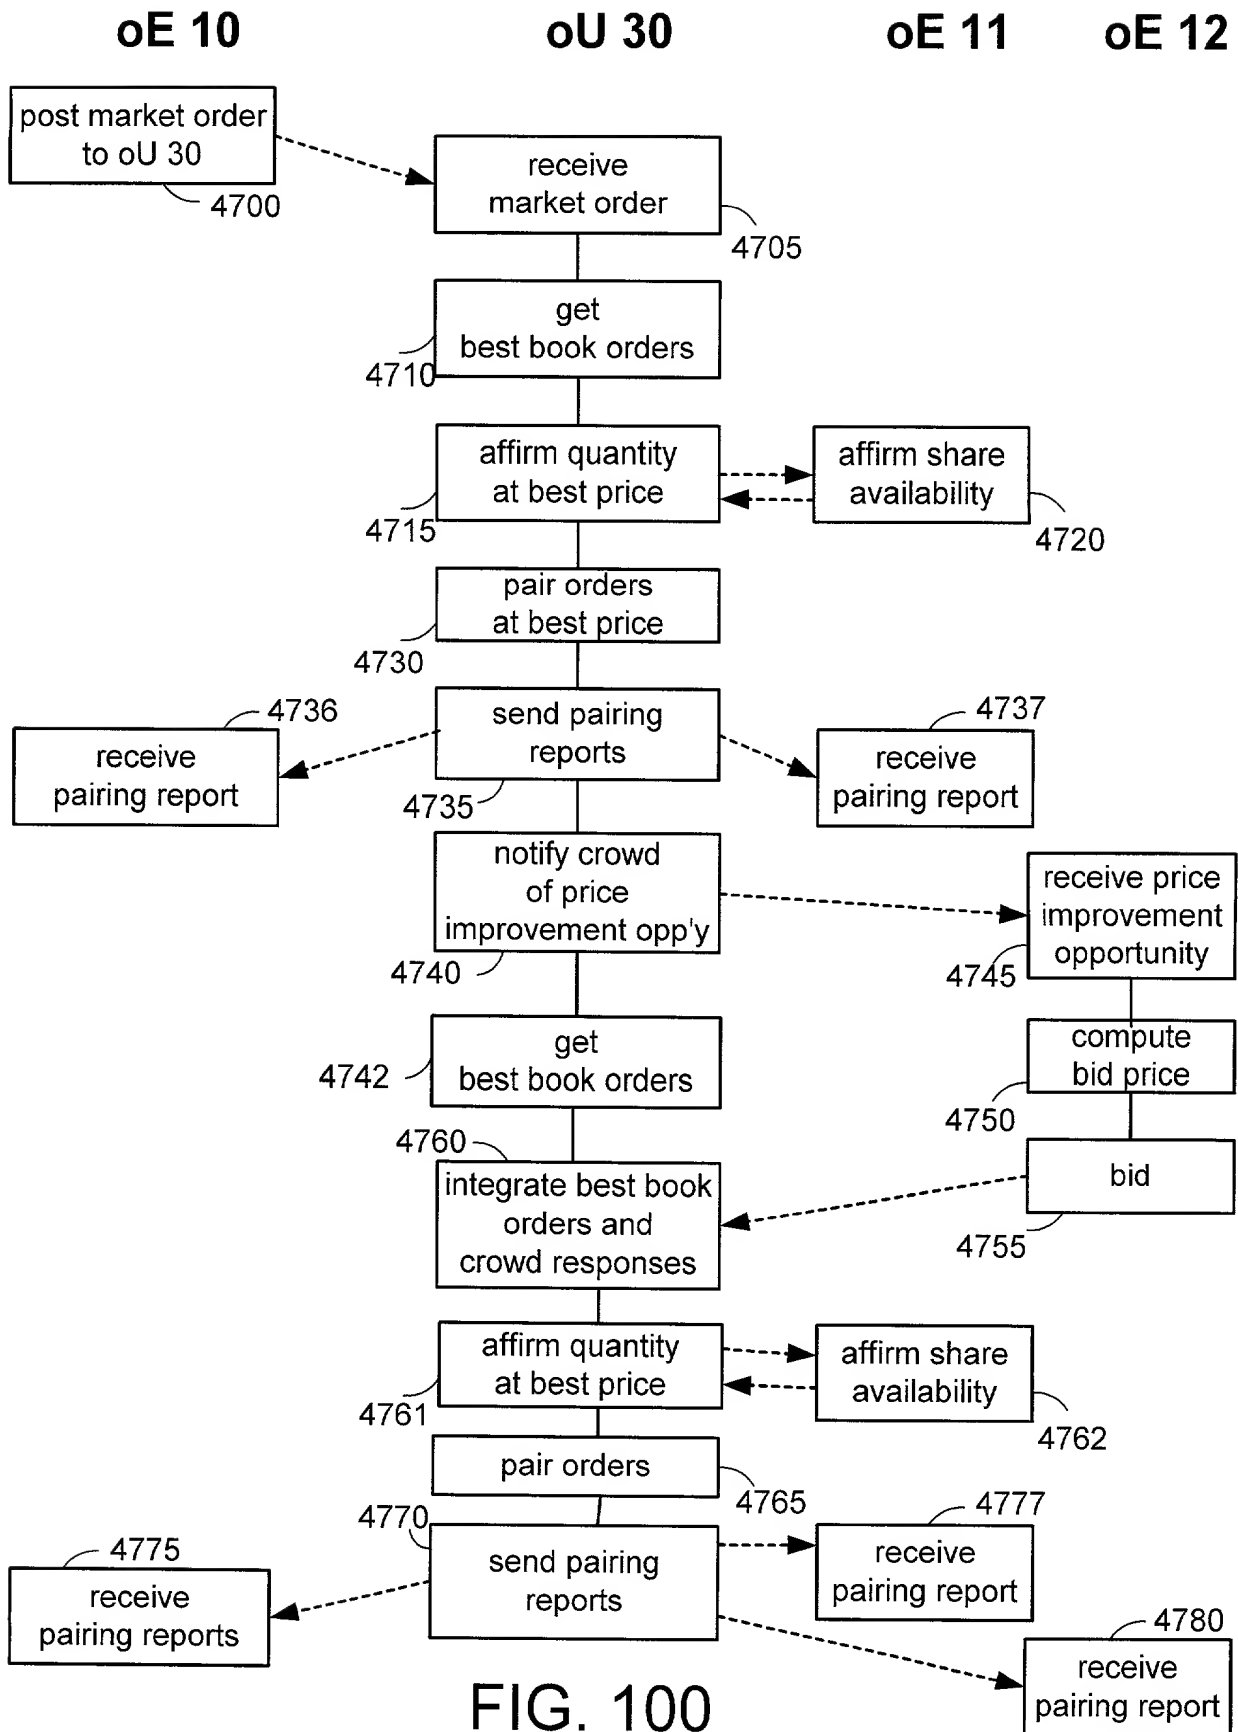 oE 10
oU 30
oE 11
oE 12
post market order
to oU 30
4700
receive
market order
4705
get
best book orders
4710
affirm quantity
at best price
4715
affirm share
availability
4720
pair orders
at best price
4730
4736
receive
pairing report
send pairing
reports
4735
4737
receive
pairing report
notify crowd
of price
improvement opp'y
4740
receive price
improvement
opportunity
4745
get
best book orders
4742
compute
bid price
4750
4760
integrate best book
orders and
crowd responses
bid
4755
affirm quantity
at best price
4761
affirm share
availability
4762
pair orders
4765
4770
send pairing
reports
4777
receive
pairing report
4775
receive
pairing reports
4780
receive
pairing report
FIG. 100